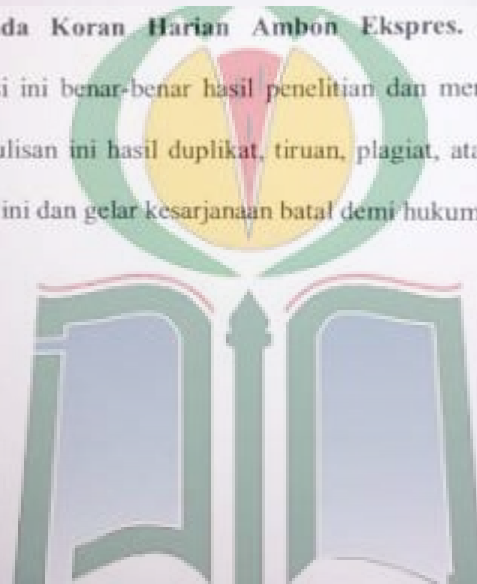 da Koran Harian Ambon Ekspres.
i ini benar-benar hasil penelitian dan mer
ulisan ini hasil duplikat, tiruan, plagiat, ata
ini dan gelar kesarjanaan batal demi hukum